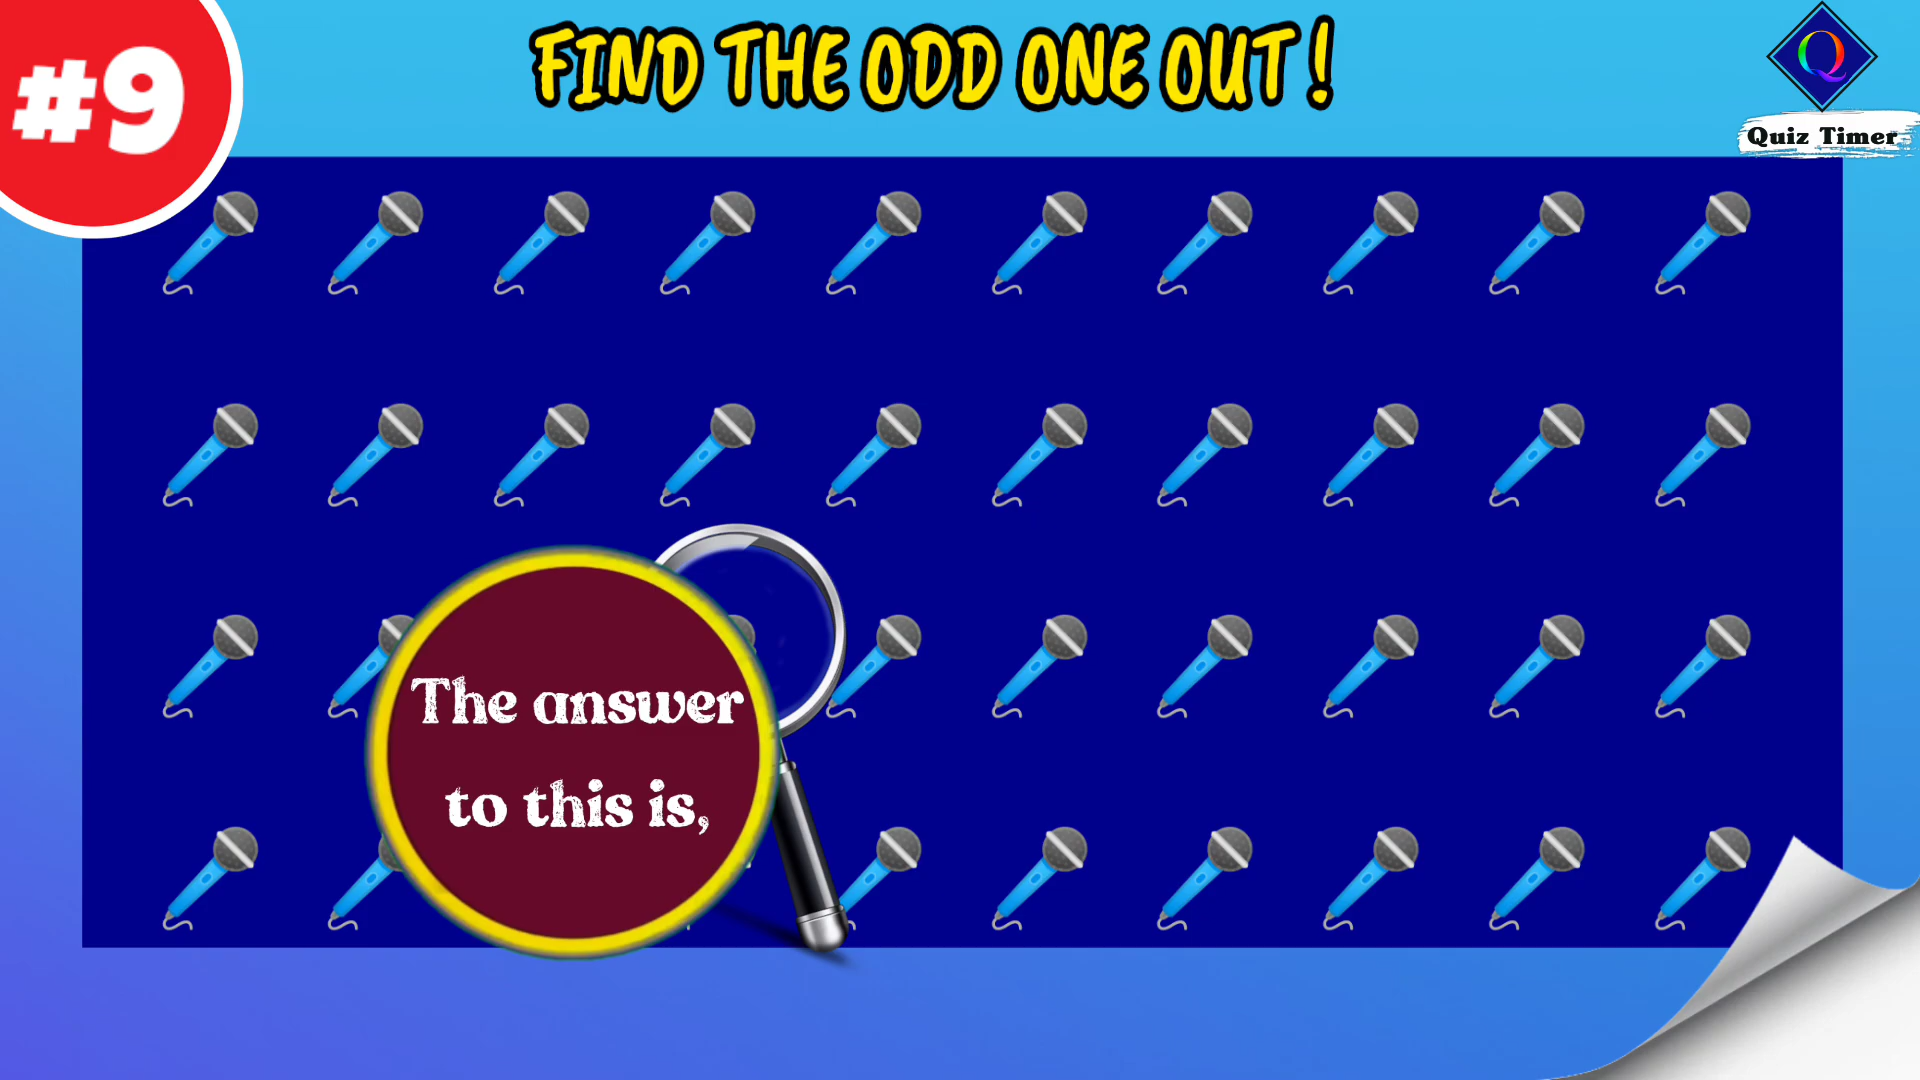 #9
FIND THE ODD ONE OUT!
Q
Quiz Timer
The answer
to this is,